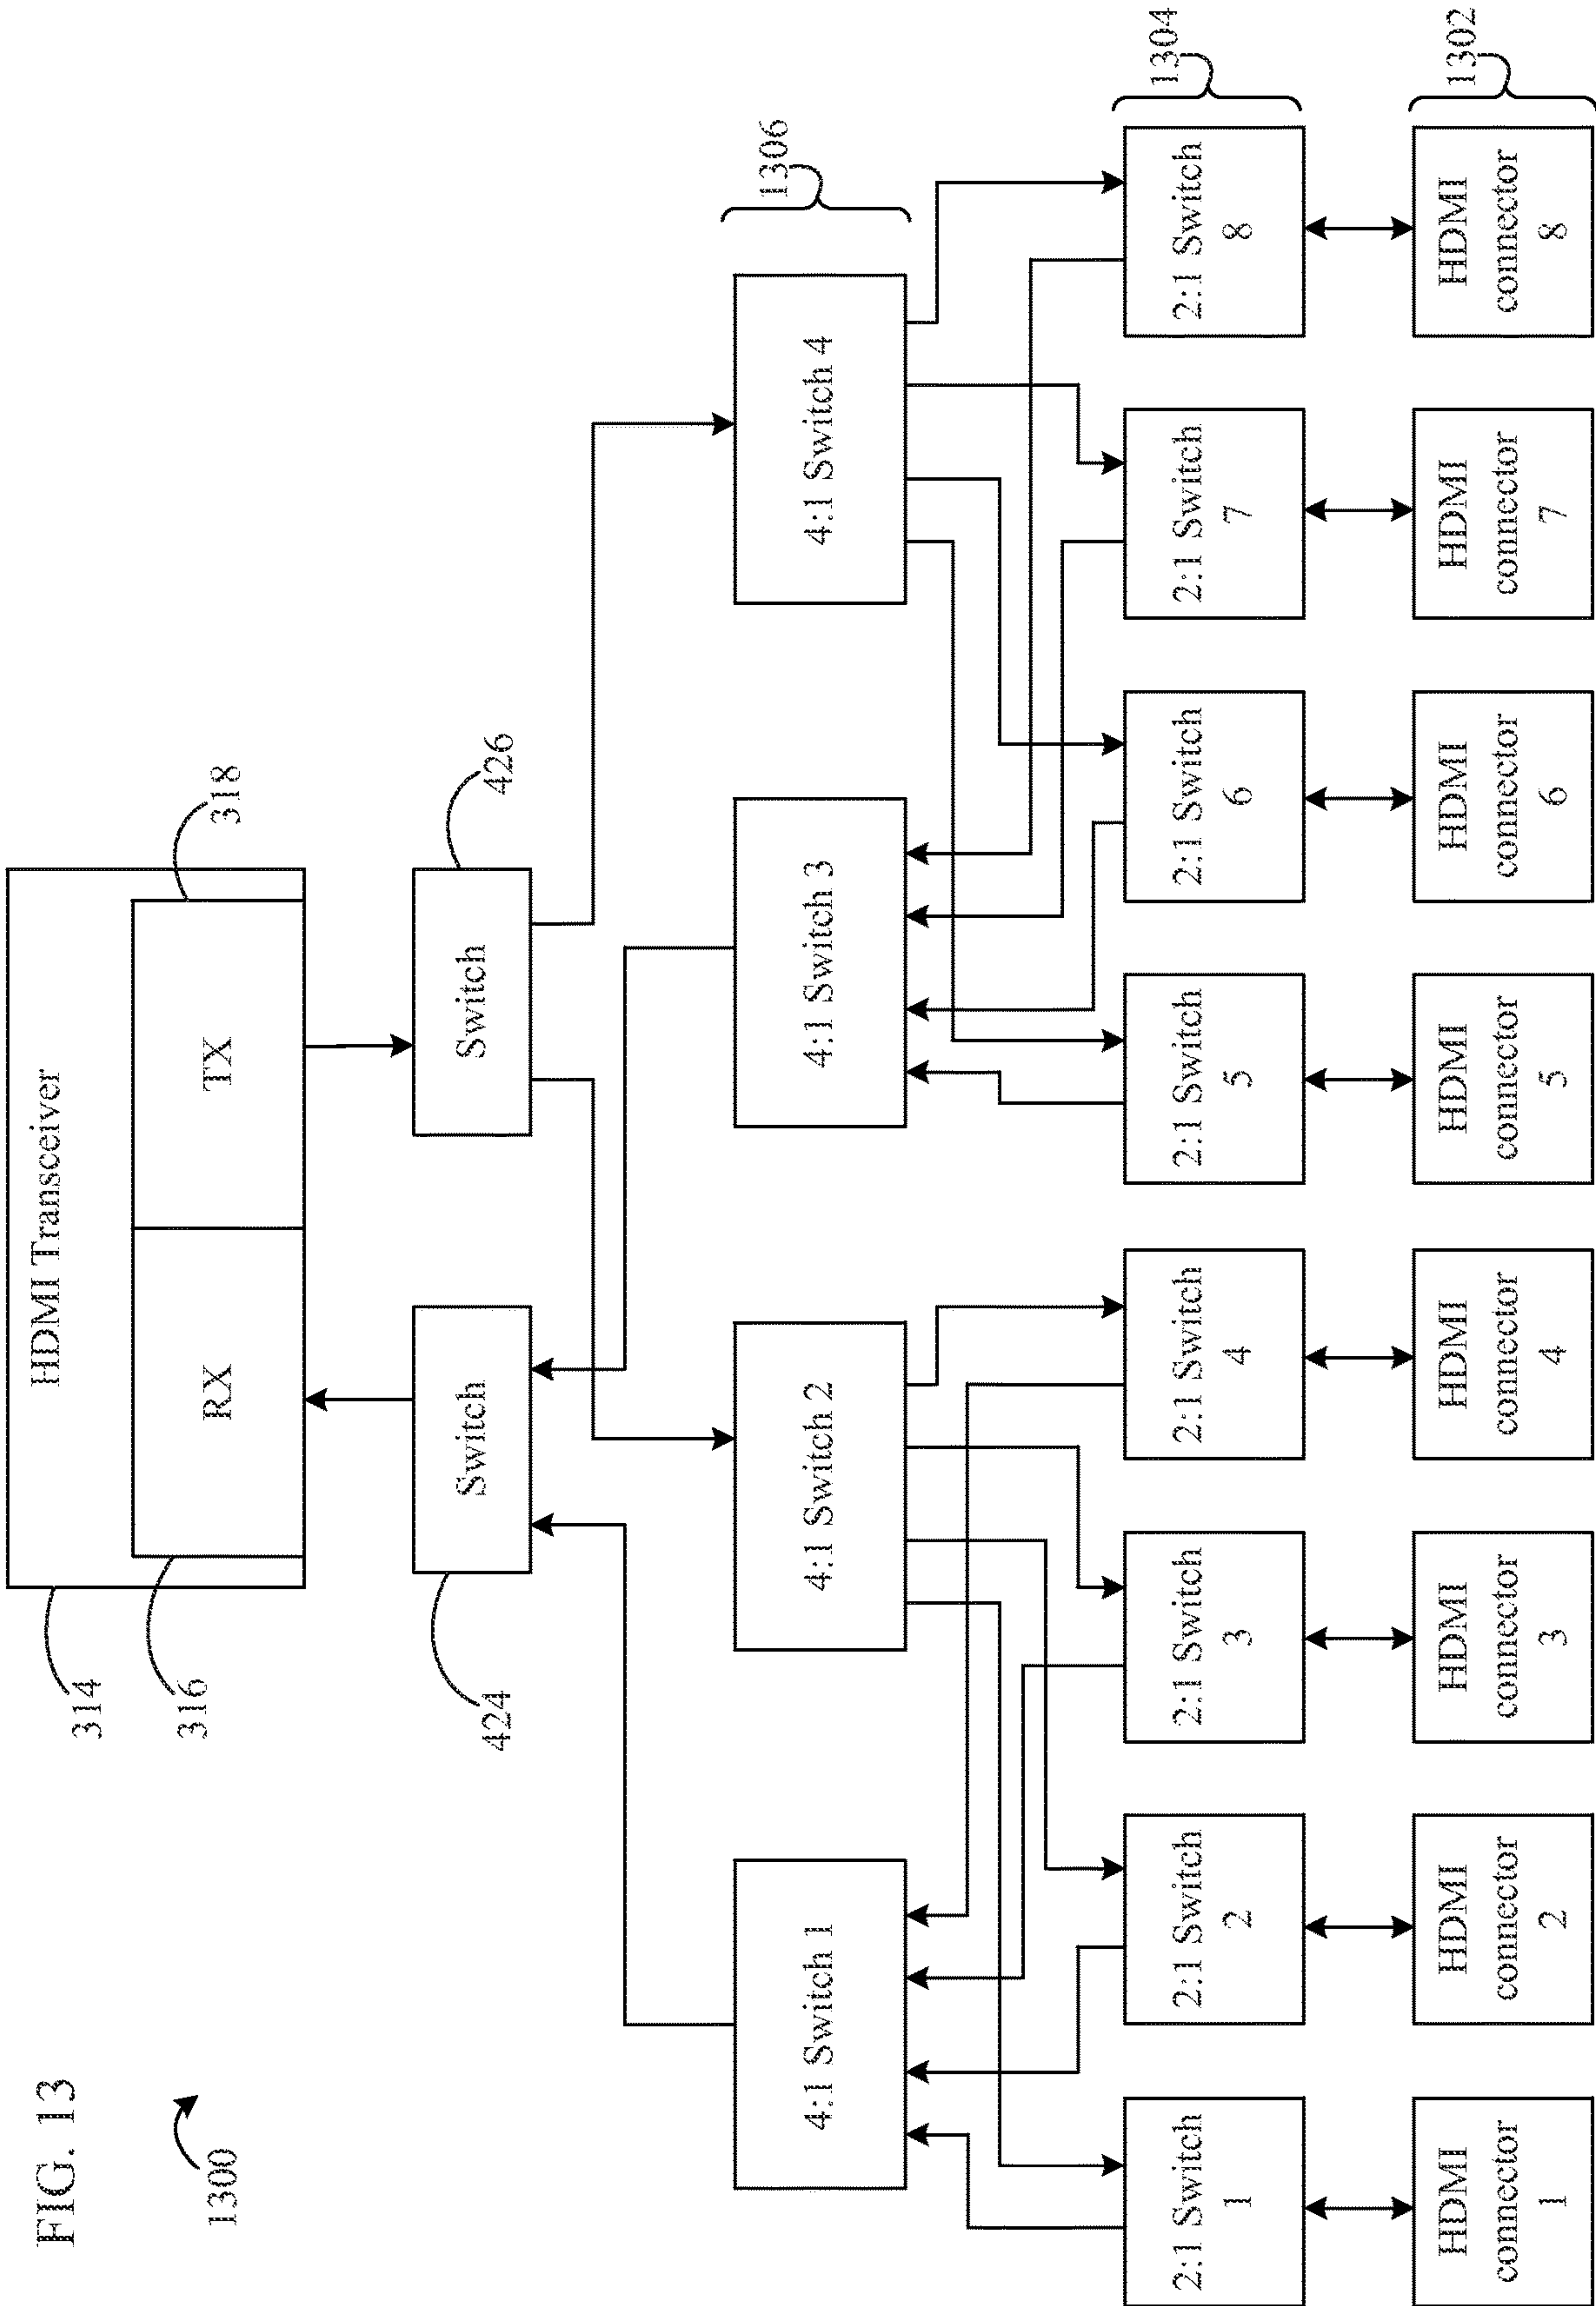 FIG. 13
1300
HDMI Transceiver
314
RX
TX
316
318
Switch
Switch
424
426
4:1 Switch 1
4:1 Switch 2
4:1 Switch 3
4:1 Switch 4
1306
2:1 Switch
1
2:1 Switch
2
2:1 Switch
3
2:1 Switch
4
2:1 Switch
5
2:1 Switch
6
2:1 Switch
7
2:1 Switch
8
1304
HDMI
connector
1
HDMI
connector
2
HDMI
connector
3
HDMI
connector
4
HDMI
connector
5
HDMI
connector
6
HDMI
connector
7
HDMI
connector
8
1302